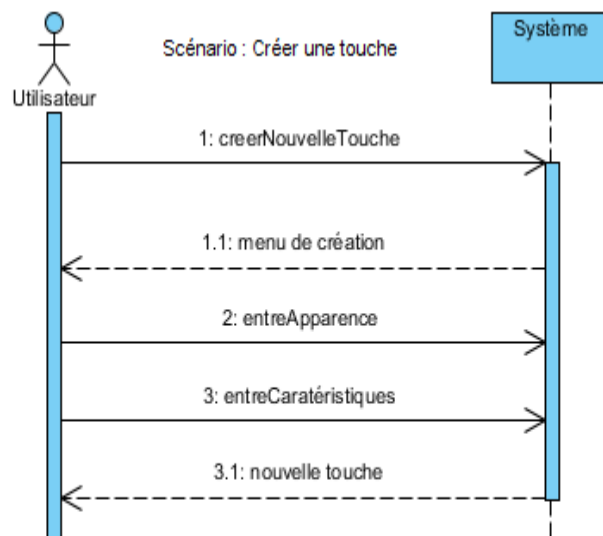 Système
Scénario : Créer une touche
Utilisateur
1: creerNouvelleTouche
1.1: menu de création
2: entreApparence
3: entreCaratéristiques
3.1: nouvelle touche